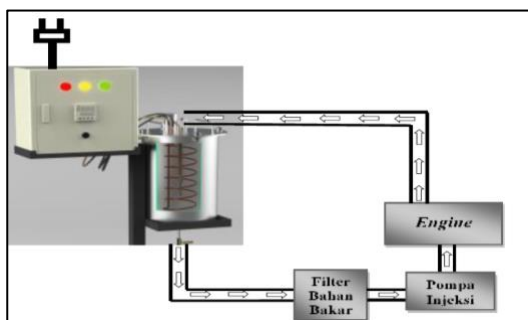 Engine
Filter
Bahan
Bakar
Pompa
Injeksi